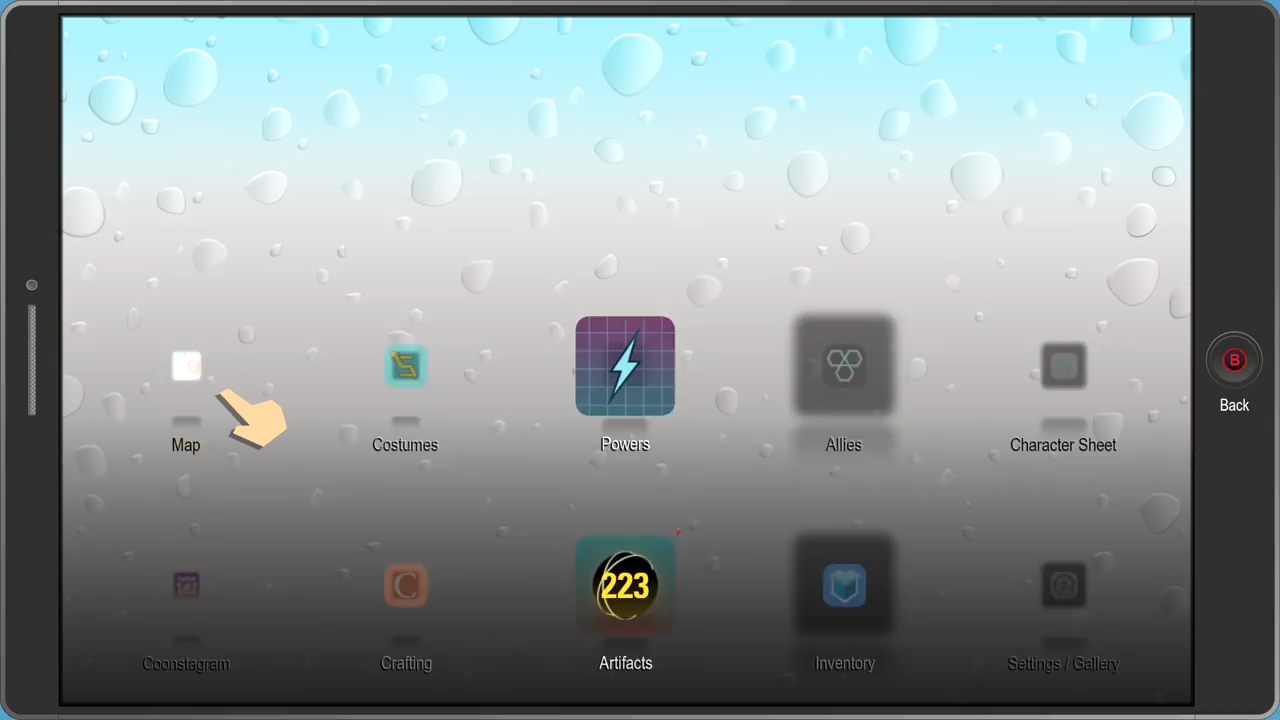 B
Back
Map
Costumes
Powers
Allies
Character Sheet
C
223
Coonstagram
Crafting
Artifacts
Inventory
Settings / Gallery